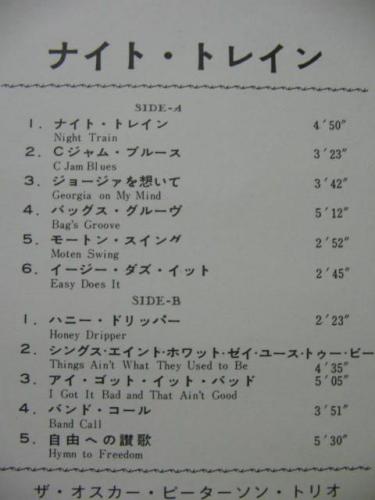 ナイト・トレイン
SIDE-A
1. ナイト・トレイン 4′50″
Night Train
2. Cジャム・ブルース 3′23″
C Jam Blues
3. ジョージァを想いて 3′42″
Georgia on My Mind
4. バッグス・グルーヴ 5′12″
Bag's Groove
5. モートン・スイング 2′52″
Moten Swing
6. イージー・ダズ・イット 2′45″
Easy Does It
SIDE-B
1. ハニー・ドリッパー 2′23″
Honey Dripper
2. シングス・エイント・ホワット・ゼイ・ユース・トゥー・ビー
Things Ain't What They Used to Be 4′35″
3. アイ・ゴット・イット・バッド 5′05″
I Got It Bad and That Ain't Good
4. バンド・コール 3′51″
Band Call
5. 自由への讃歌 5′30″
Hymn to Freedom
ザ・オスカー・ピーターソン・トリオ